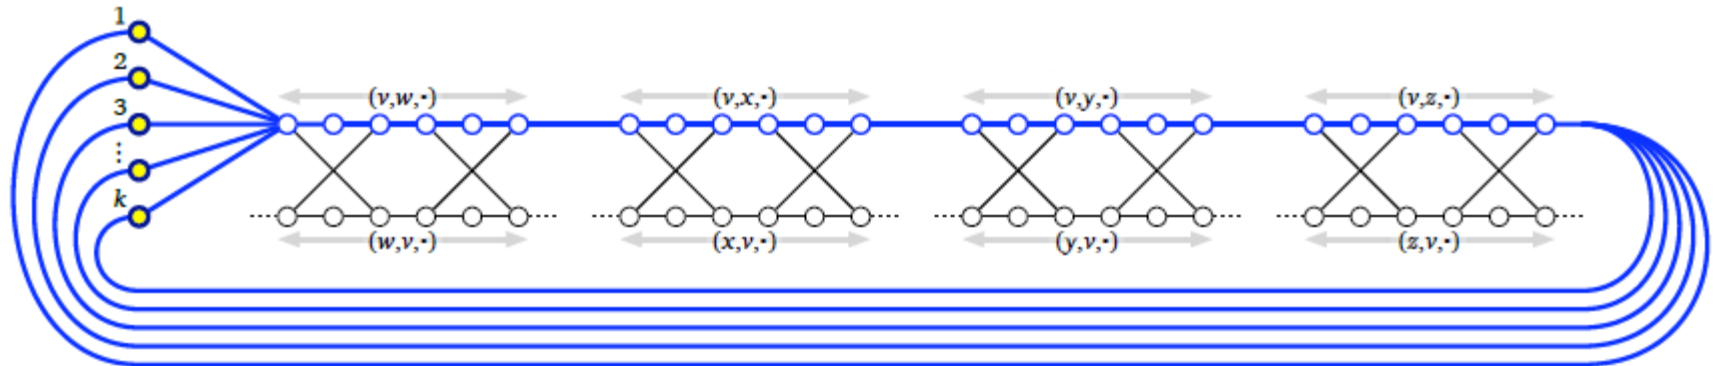 1
2
3
⋮
k
(v,w,•) (v,x,•) (v,y,•) (v,z,•)
(w,v,•) (x,v,•) (y,v,•) (z,v,•)